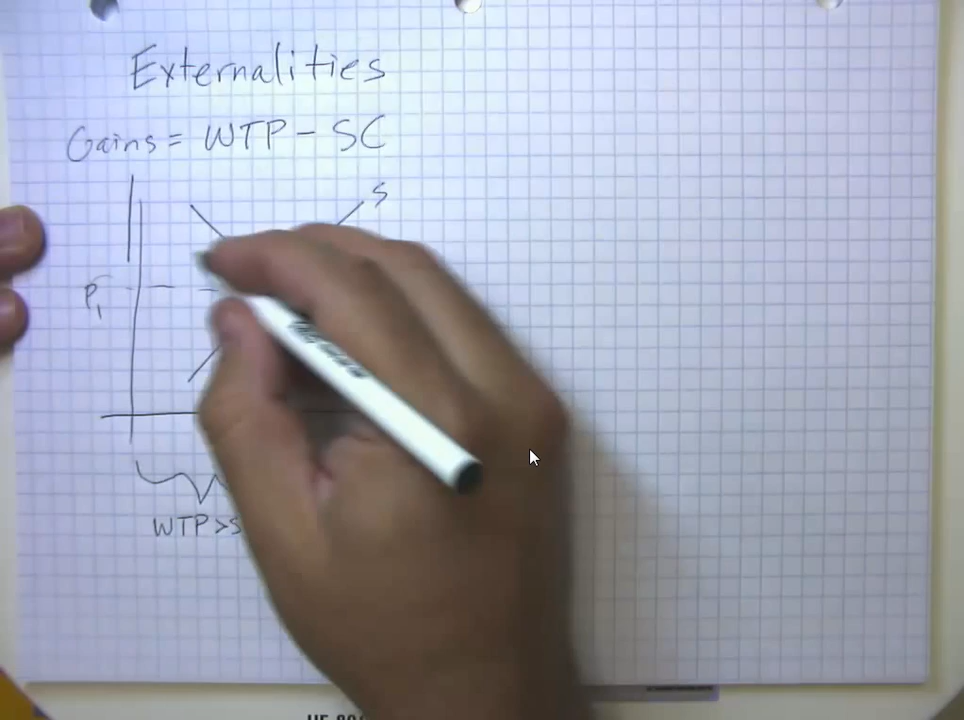 Externalities
Gains = WTP - SC
S
P1
WTP > S